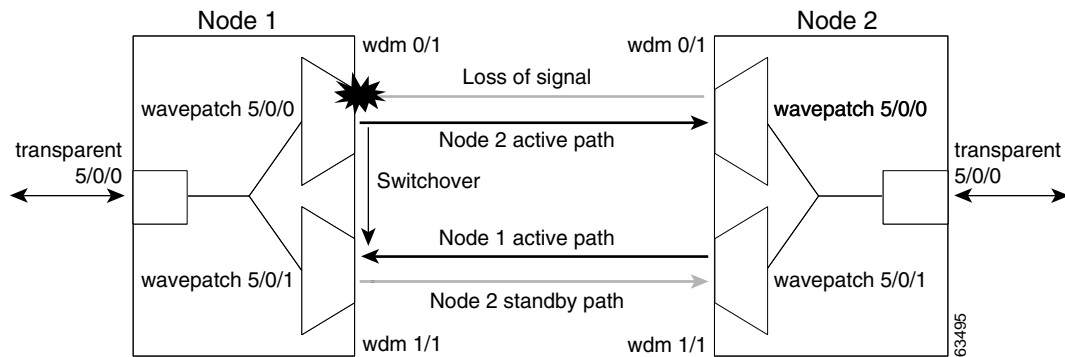 Node 1
Node 2
wdm 0/1
wdm 0/1
Loss of signal
wavepatch 5/0/0
wavepatch 5/0/0
Node 2 active path
transparent
5/0/0
transparent
5/0/0
Switchover
Node 1 active path
wavepatch 5/0/1
wavepatch 5/0/1
Node 2 standby path
wdm 1/1
wdm 1/1
63495